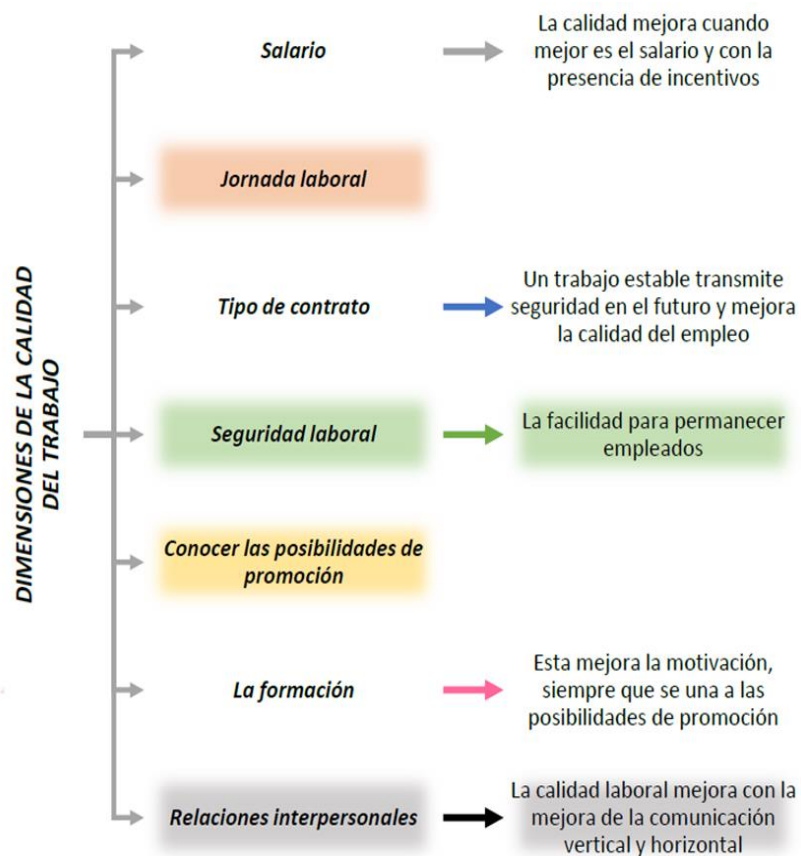 DIMENSIONES DE LA CALIDAD
DEL TRABAJO
Salario
La calidad mejora cuando
mejor es el salario y con la
presencia de incentivos
Jornada laboral
Tipo de contrato
Un trabajo estable transmite
seguridad en el futuro y mejora
la calidad del empleo
Seguridad laboral
La facilidad para permanecer
empleados
Conocer las posibilidades de
promoción
La formación
Esta mejora la motivación,
siempre que se una a las
posibilidades de promoción
Relaciones interpersonales
La calidad laboral mejora con la
mejora de la comunicación
vertical y horizontal